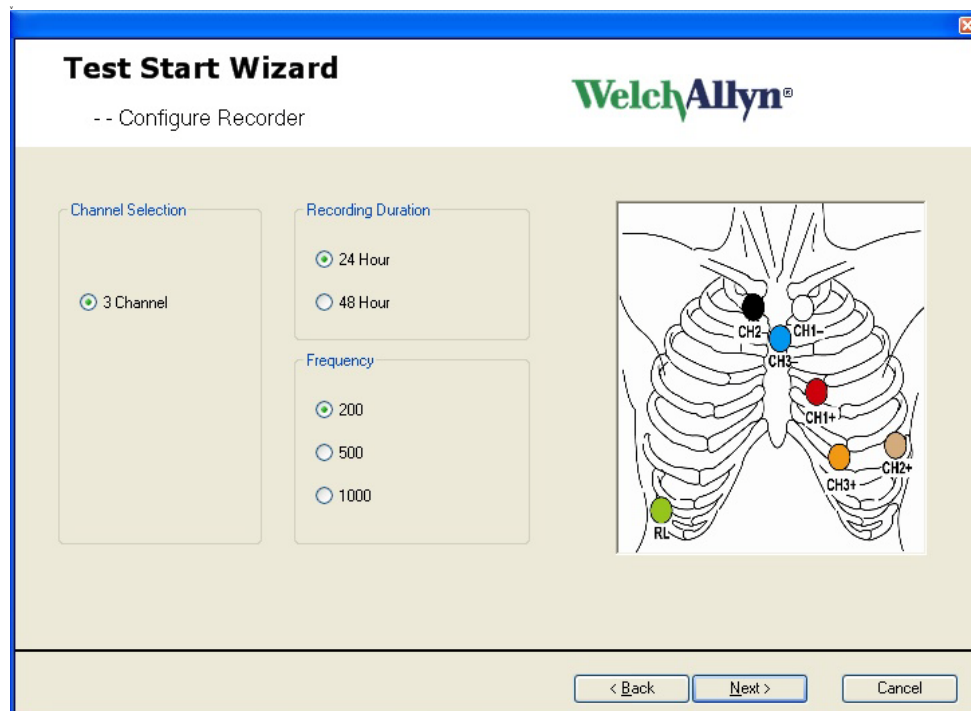 Test Start Wizard
- - Configure Recorder
WelchAllyn®
Channel Selection
3 Channel
Recording Duration
24 Hour
48 Hour
Frequency
200
500
1000
CH2-
CH1-
CH3-
CH1+
CH2+
CH3+
RL
< Back
Next >
Cancel